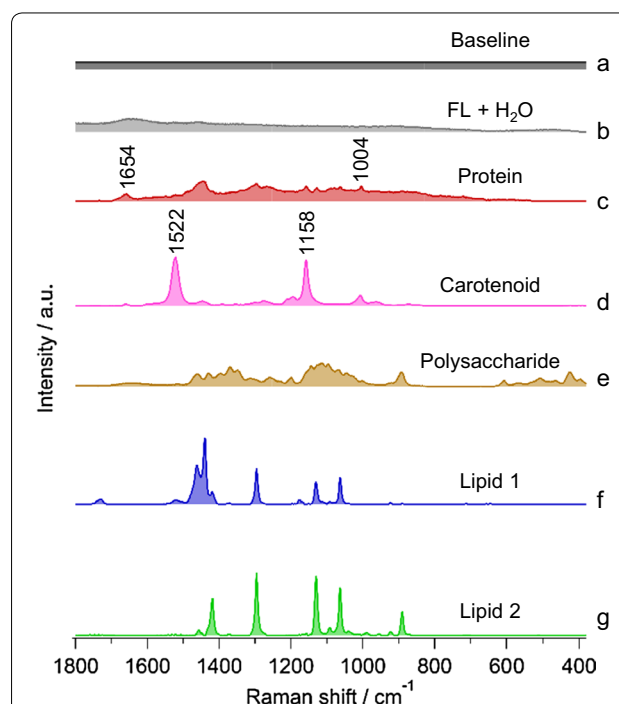 Baseline
a
FL + H₂O
b
1654
1004
Protein
c
1522
1158
Carotenoid
d
Polysaccharide
e
Lipid 1
f
Lipid 2
g
Intensity / a.u.
1800 1600 1400 1200 1000 800 600 400
Raman shift / cm⁻¹